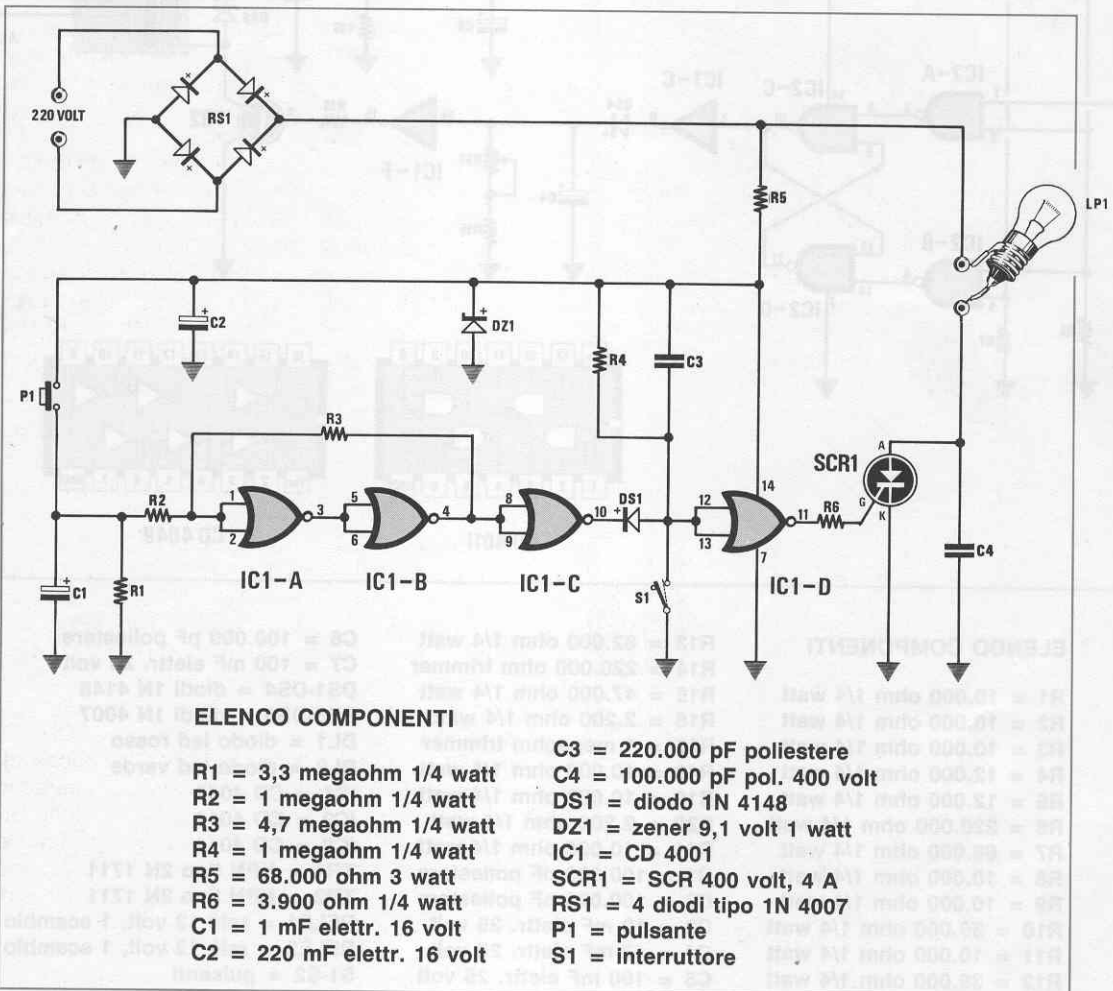 220 VOLT
RS1
R5
LP1
C2
DZ1
R4
C3
P1
R3
SCR1
A
G
K
R2
1
2
3
5
6
4
8
9
10
DS1
12
13
14
11
7
R6
C4
C1
R1
IC1-A
IC1-B
IC1-C
S1
IC1-D
ELENCO COMPONENTI
R1 = 3,3 megaohm 1/4 watt
R2 = 1 megaohm 1/4 watt
R3 = 4,7 megaohm 1/4 watt
R4 = 1 megaohm 1/4 watt
R5 = 68.000 ohm 3 watt
R6 = 3.900 ohm 1/4 watt
C1 = 1 mF elettr. 16 volt
C2 = 220 mF elettr. 16 volt
C3 = 220.000 pF poliestere
C4 = 100.000 pF pol. 400 volt
DS1 = diodo 1N 4148
DZ1 = zener 9,1 volt 1 watt
IC1 = CD 4001
SCR1 = SCR 400 volt, 4 A
RS1 = 4 diodi tipo 1N 4007
P1 = pulsante
S1 = interruttore